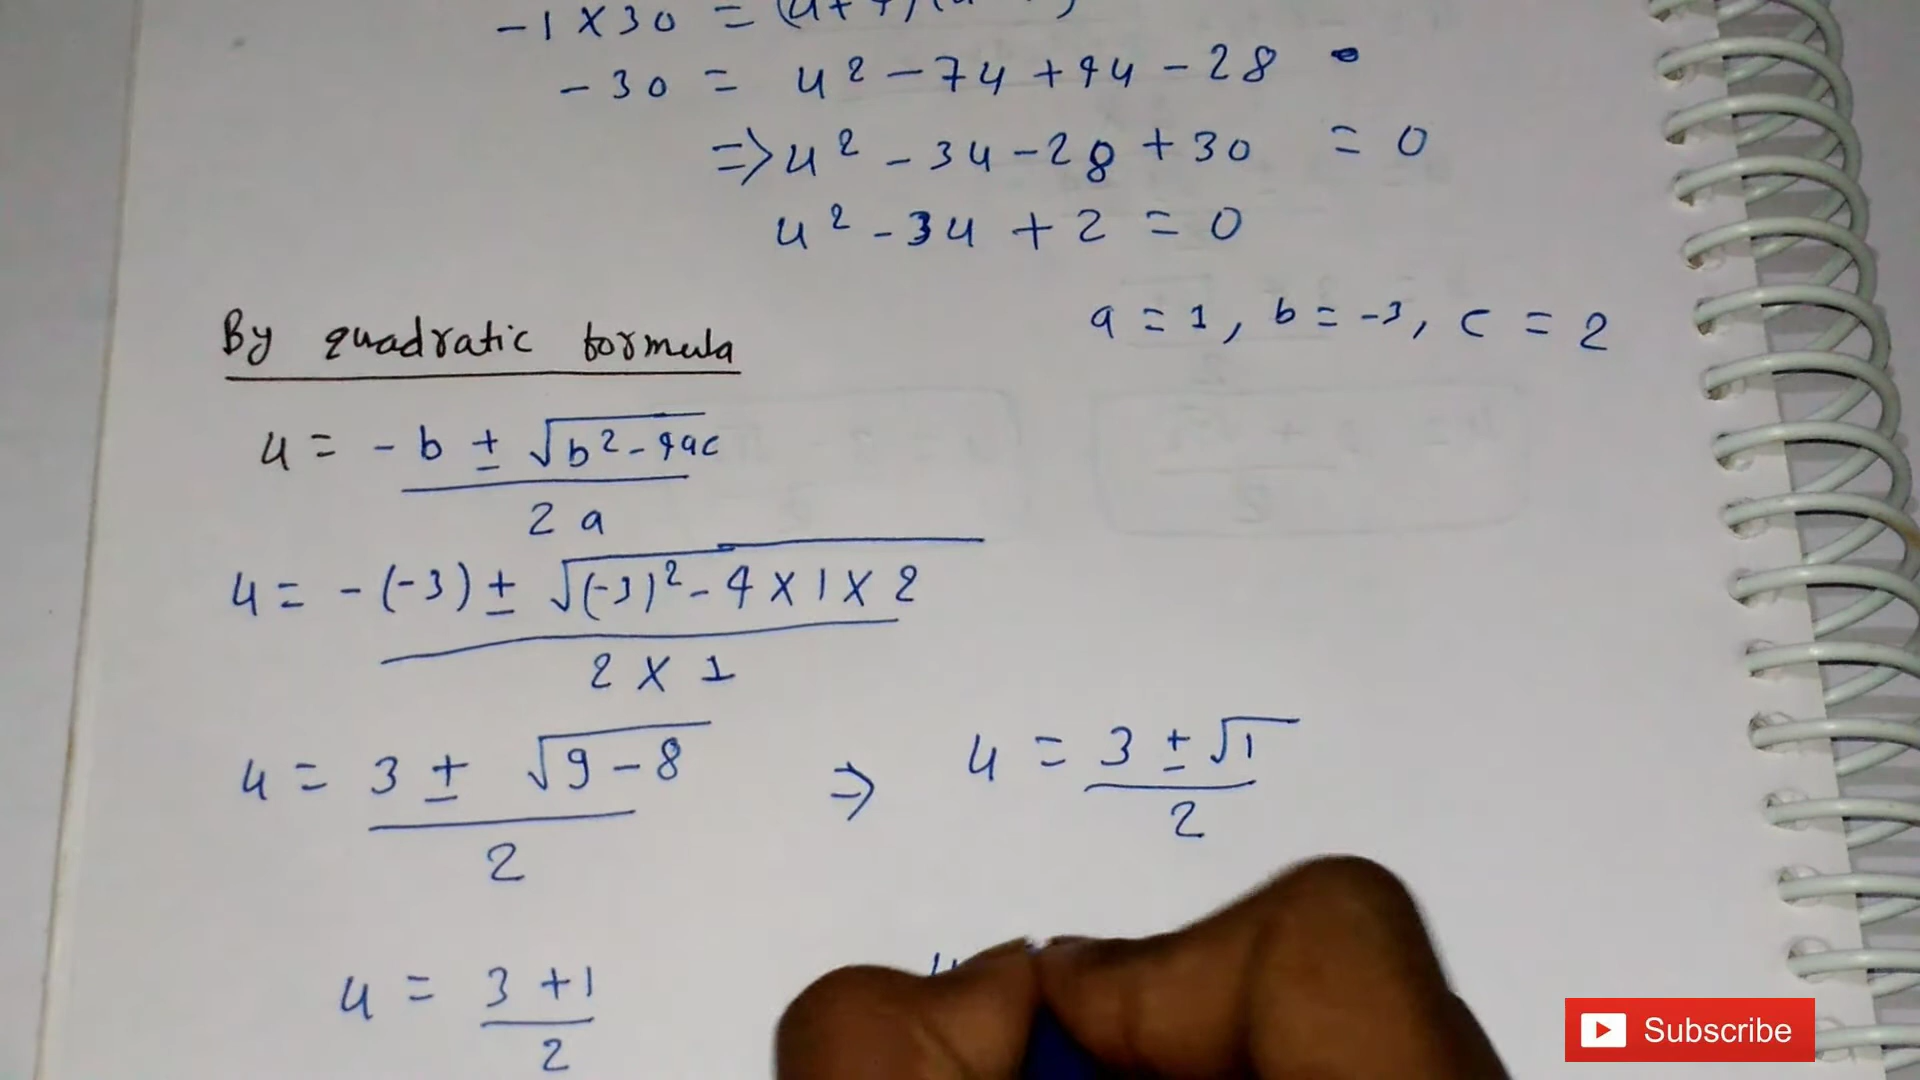 -1 × 30 = (u+
-30 = u² - 7u + 4u - 28
=> u² - 3u - 28 + 30 = 0
u² - 3u + 2 = 0
a = 1, b = -3, c = 2
By quadratic formula
u = -b ± √b² - 4ac
2a
u = -(-3) ± √(-3)² - 4 × 1 × 2
2 × 1
u = 3 ± √9 - 8
2
=> u = 3 ± √1
2
u = 3 + 1
2
Subscribe